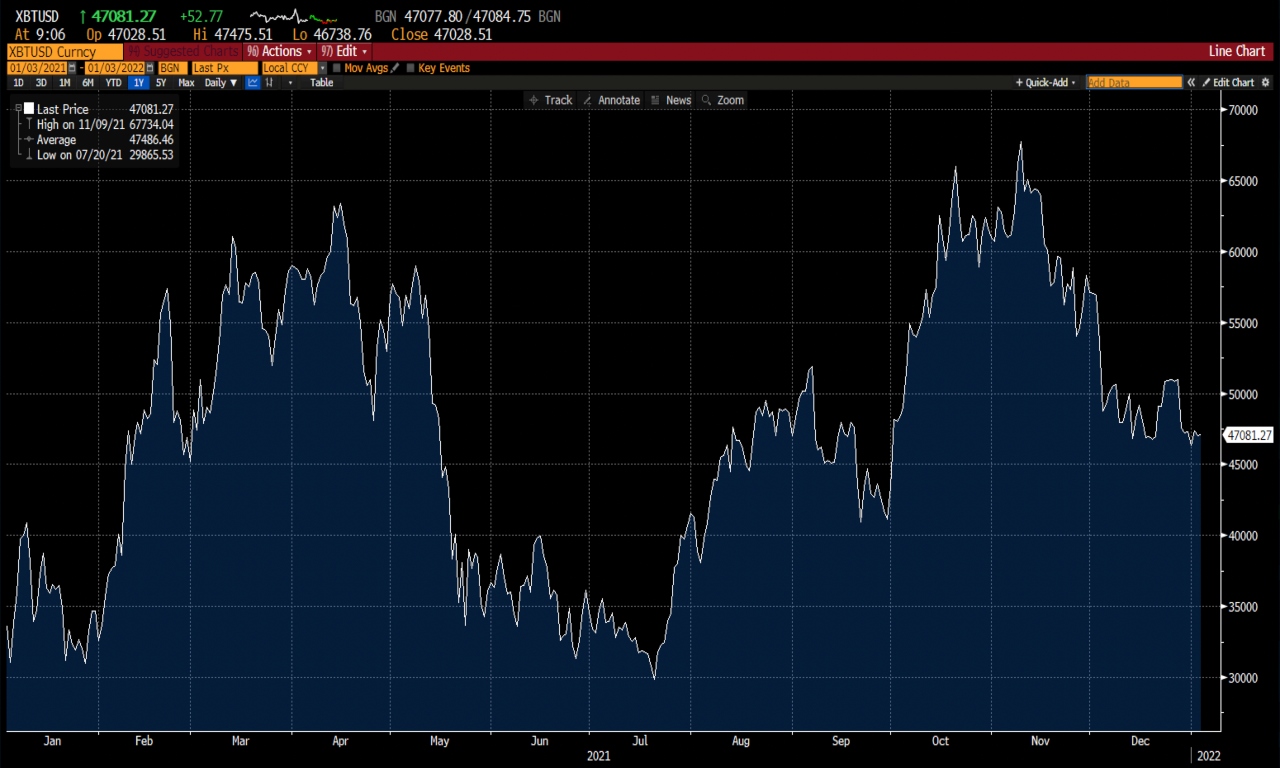 XBTUSD ↑ 47081.27 +52.77 BGN 47077.80/47084.75 BGN
At 9:06 Op 47028.51 Hi 47475.51 Lo 46738.76 Close 47028.51
XBTUSD Curncy 98) Suggested Charts 96) Actions 97) Edit Line Chart
01/03/2021 - 01/03/2022 BGN Last Px Local CCY Mov Avgs Key Events
1D 3D 1M 6M YTD 1Y 5Y Max Daily ▼ Table + Quick-Add Add Data « Edit Chart
Track Annotate News Zoom
Last Price 47081.27
High on 11/09/21 67734.04
Average 47486.46
Low on 07/20/21 29865.53
70000
65000
60000
55000
50000
47081.27
45000
40000
35000
30000
Jan Feb Mar Apr May Jun Jul Aug Sep Oct Nov Dec
2021 2022